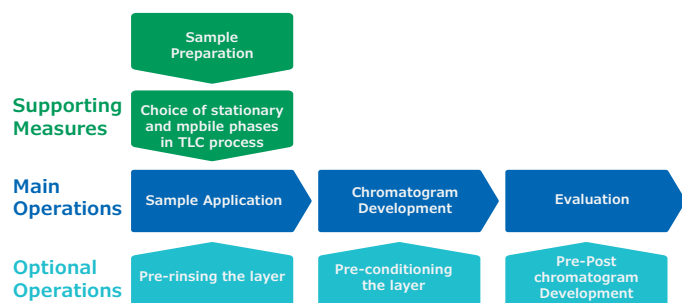 Sample
Preparation
Supporting
Measures
Choice of stationary
and mpbile phases
in TLC process
Main
Operations
Sample Application
Chromatogram
Development
Evaluation
Optional
Operations
Pre-rinsing the layer
Pre-conditioning
the layer
Pre-Post
chromatogram
Development